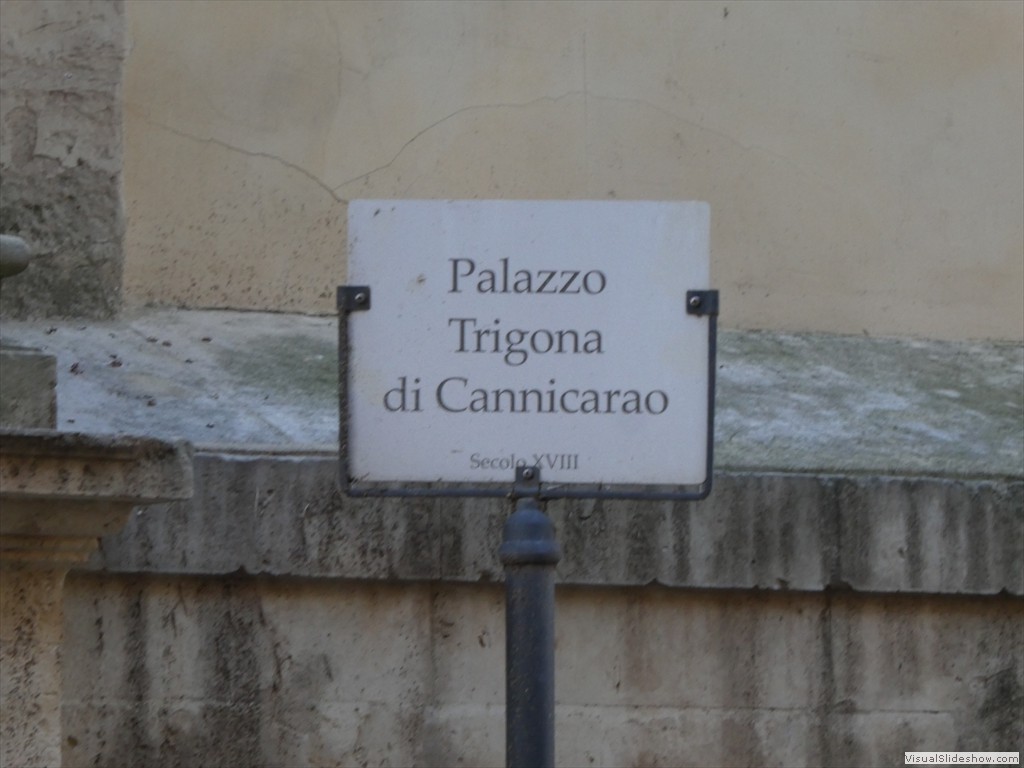 Palazzo
Trigona
di Cannicarao
Secolo XVIII
VisualSlideshow.com